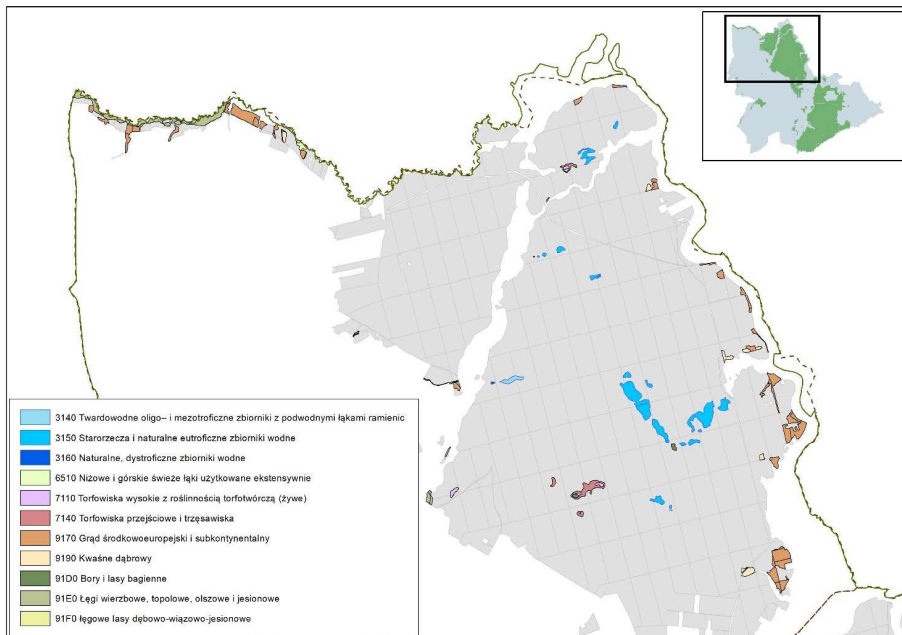 3140 Twardowodne oligo– i mezotroficzne zbiorniki z podwodnymi łąkami ramienic
3150 Starorzecza i naturalne eutroficzne zbiorniki wodne
3160 Naturalne, dystroficzne zbiorniki wodne
6510 Niżowe i górskie świeże łąki użytkowane ekstensywnie
7110 Torfowiska wysokie z roślinnością torfotwórczą (żywe)
7140 Torfowiska przejściowe i trzęsawiska
9170 Grąd środkowoeuropejski i subkontynentalny
9190 Kwaśne dąbrowy
91D0 Bory i lasy bagienne
91E0 Łęgi wierzbowe, topolowe, olszowe i jesionowe
91F0 łęgowe lasy dębowo-wiązowo-jesionowe